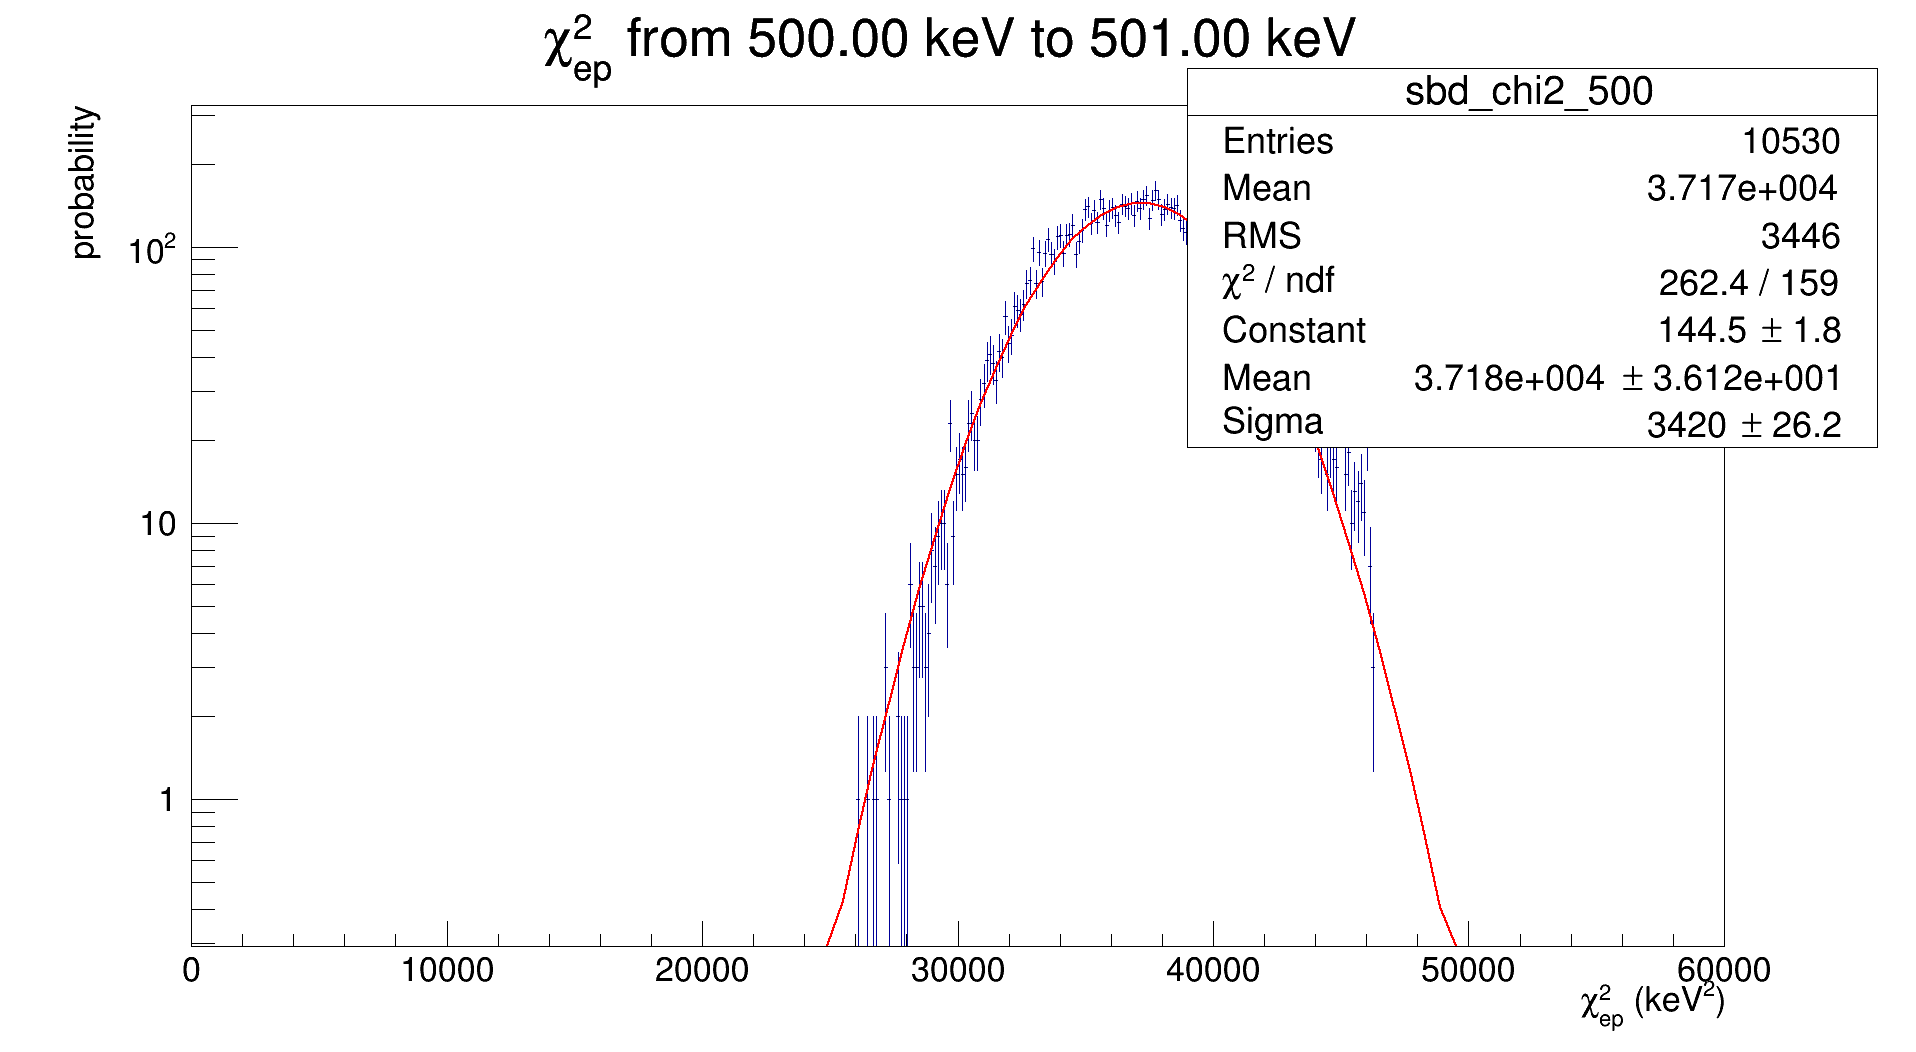 χ²ep from 500.00 keV to 501.00 keV
sbd_chi2_500
Entries 10530
Mean 3.717e+004
RMS 3446
χ² / ndf 262.4 / 159
Constant 144.5 ± 1.8
Mean 3.718e+004 ± 3.612e+001
Sigma 3420 ± 26.2
probability
10²
10
1
0 10000 20000 30000 40000 50000 60000
χ²ep (keV²)